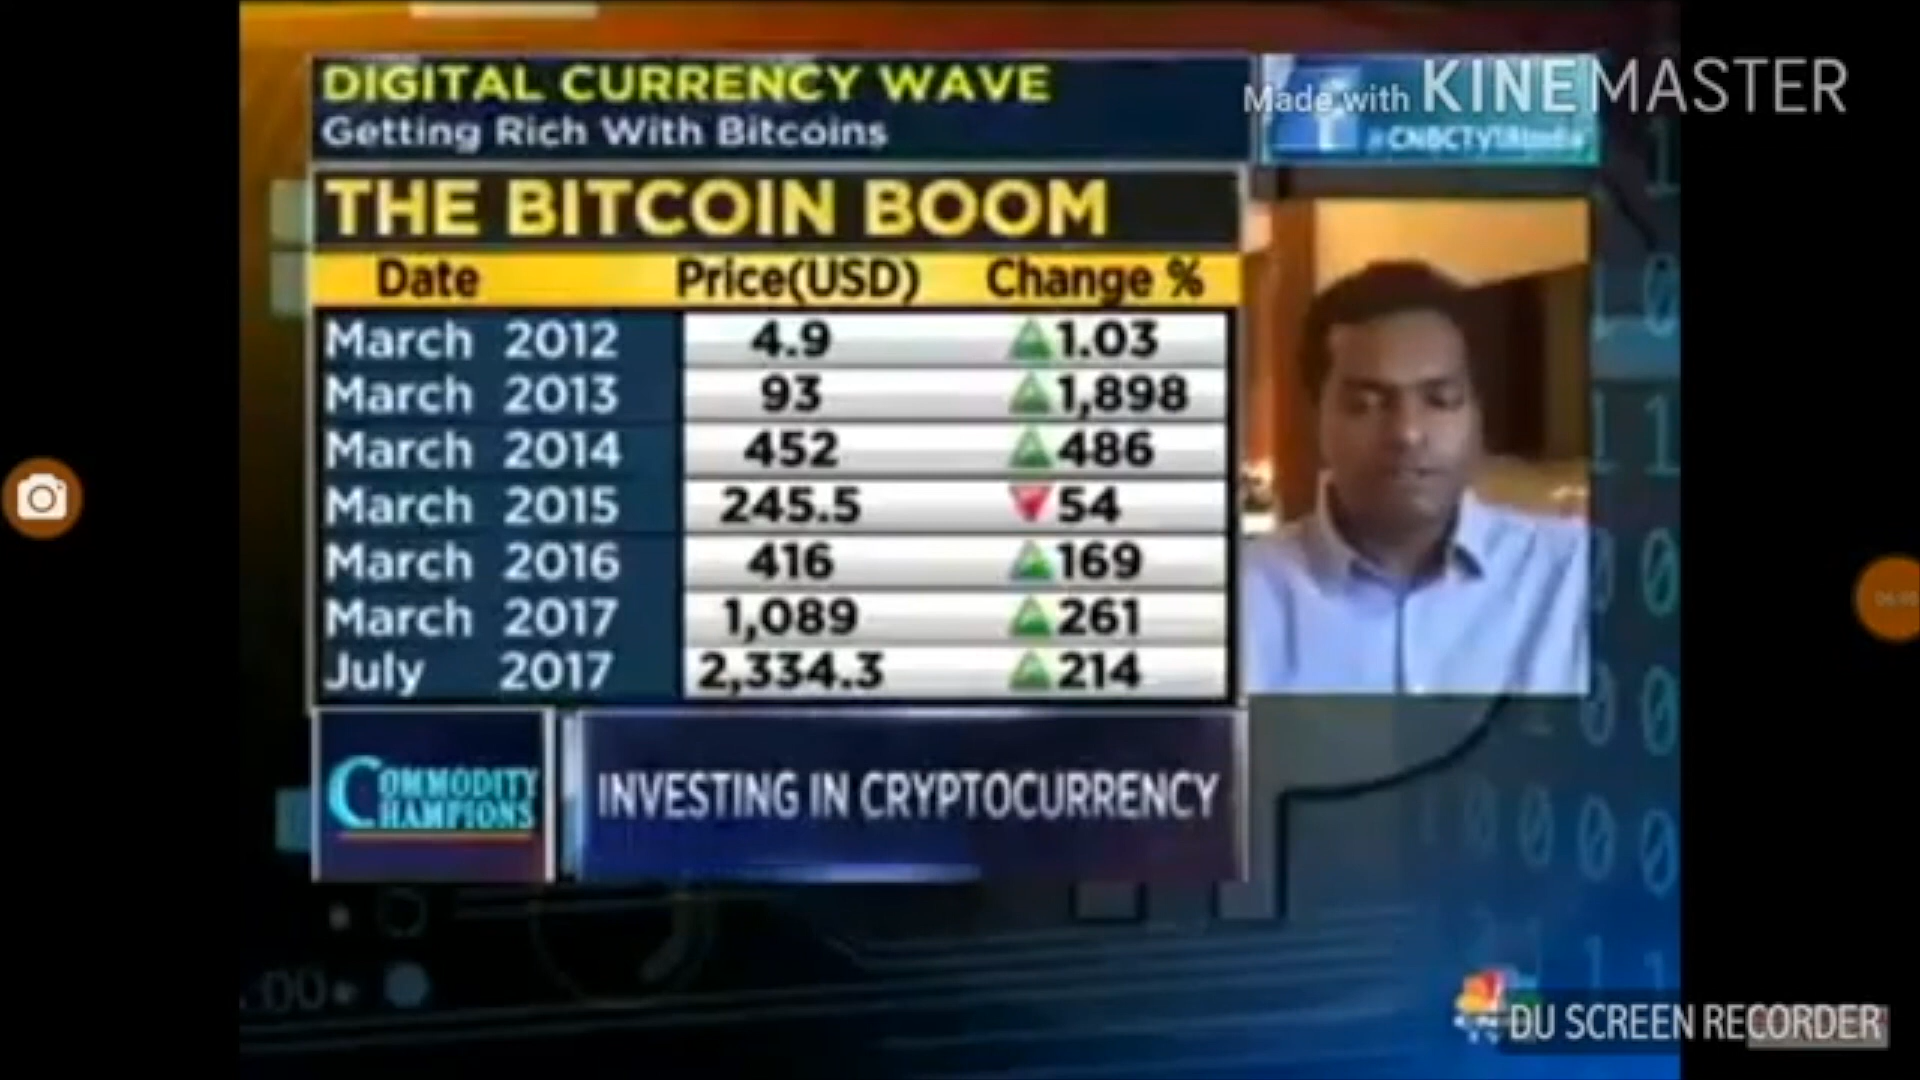 DIGITAL CURRENCY WAVE
Getting Rich With Bitcoins
Made with KINEMASTER
@CNBCTV18India
THE BITCOIN BOOM
Date Price(USD) Change %
March 2012 4.9 1.03
March 2013 93 1,898
March 2014 452 486
March 2015 245.5 54
March 2016 416 169
March 2017 1,089 261
July 2017 2,334.3 214
COMMODITY
CHAMPIONS
INVESTING IN CRYPTOCURRENCY
DU SCREEN RECORDER